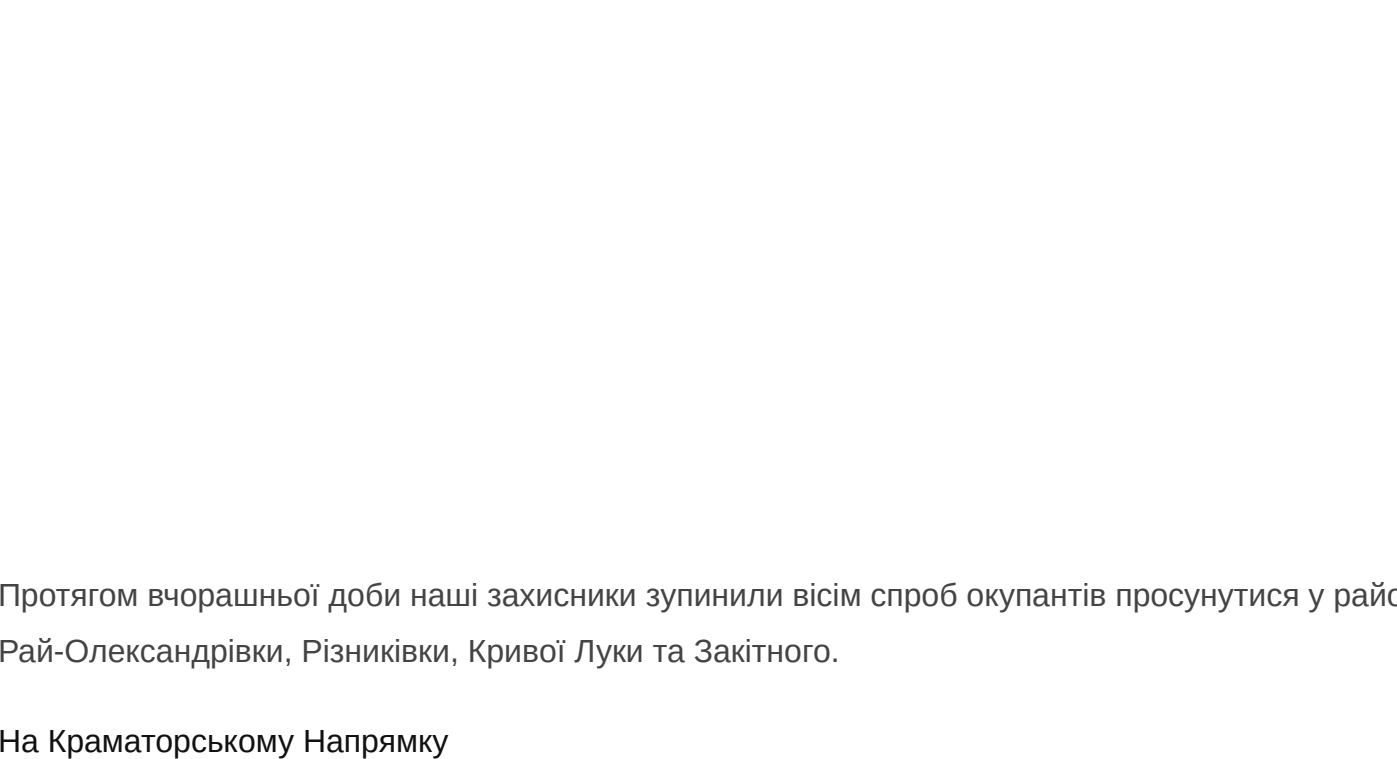 Протягом вчорашньої доби наші захисники зупинили вісім спроб окупантів просунутися у
Рай-Олександрівки, Різниківки, Кривої Луки та Закітного.
На Краматорському Напрямку